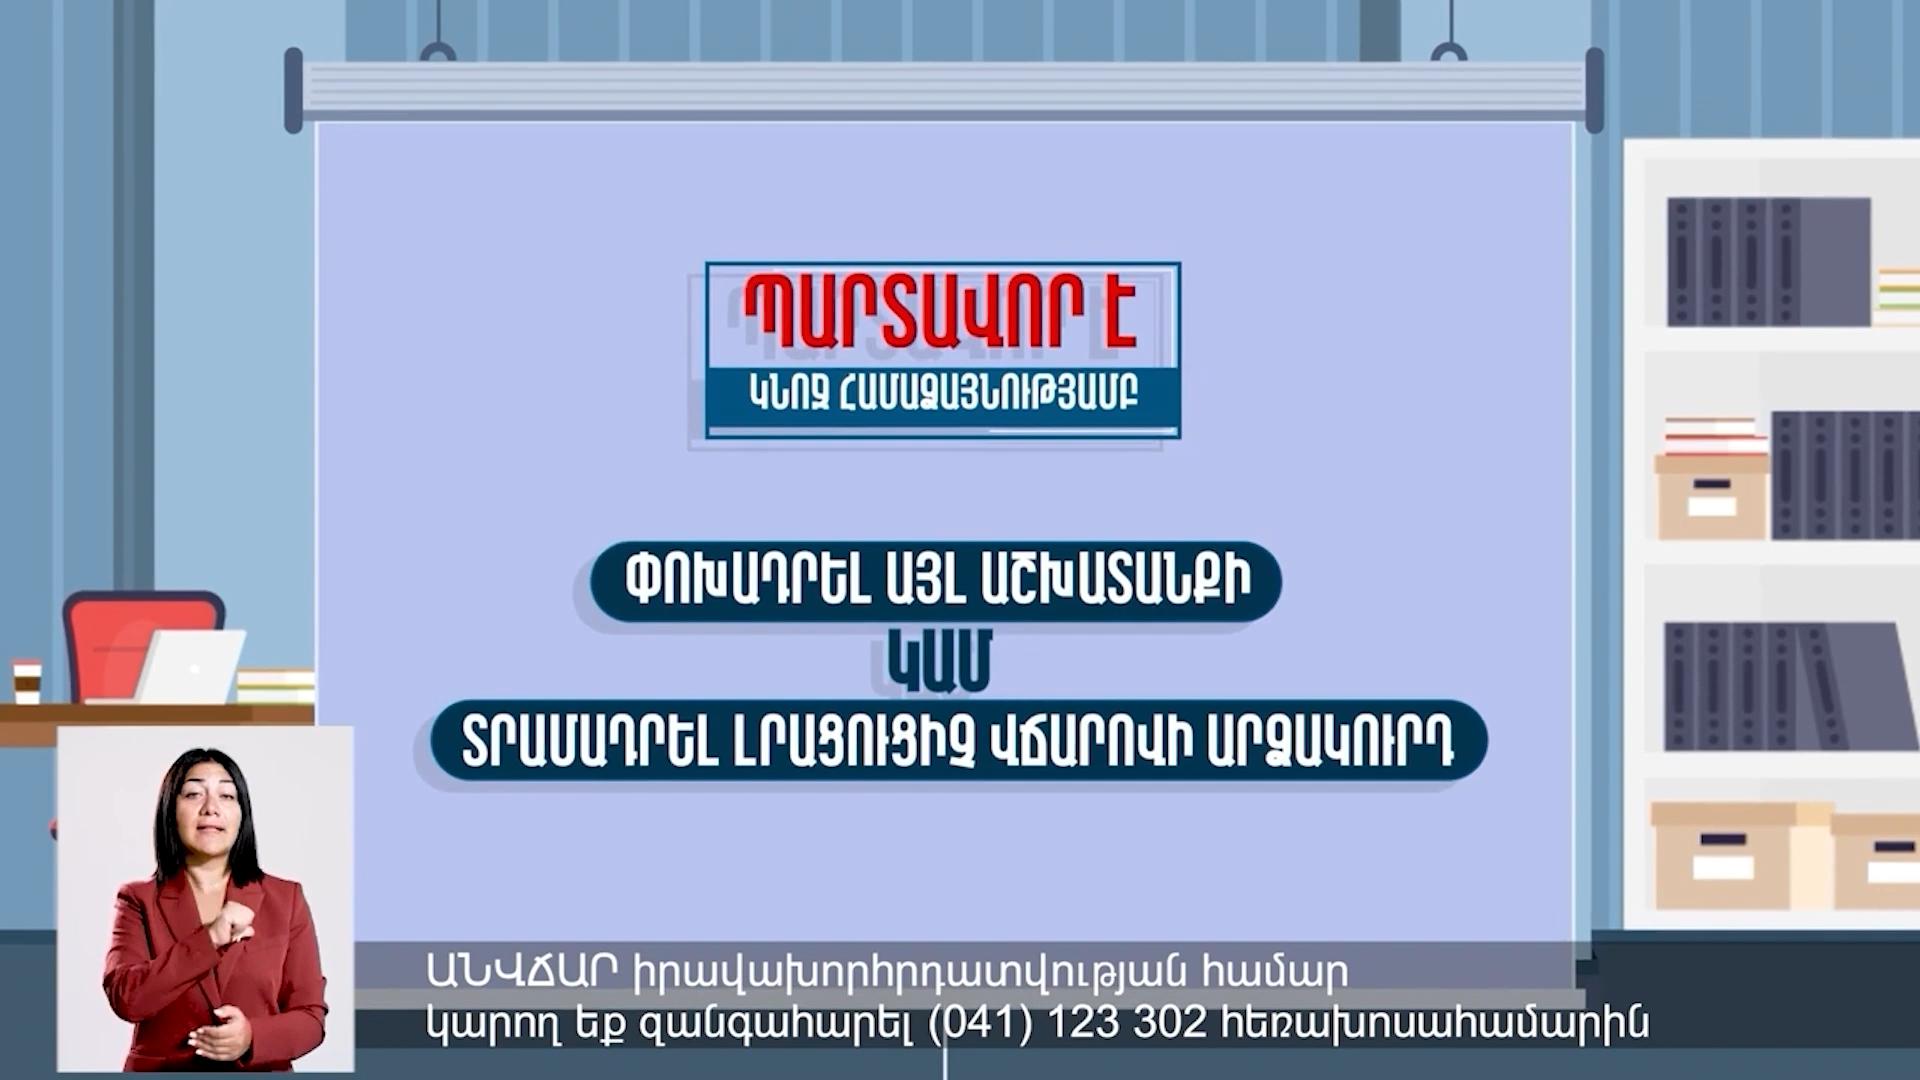 ՊԱՐՏԱՎՈՐ Է
ԿՆՈՋ ՀԱՄԱՁԱՅՆՈՒԹՅԱՄԲ
ՓՈԽԱԴՐԵԼ ԱՅԼ ԱՇԽԱՏԱՆՔԻ
ԿԱՄ
ՏՐԱՄԱԴՐԵԼ ԼՐԱՑՈՒՑԻՉ ՎՃԱՐՈՎԻ ԱՐՁԱԿՈՒՐԴ
ԱՆՎՃԱՐ իրավախորհրդատվության համար
կարող եք զանգահարել (041) 123 302 հեռախոսահամարին